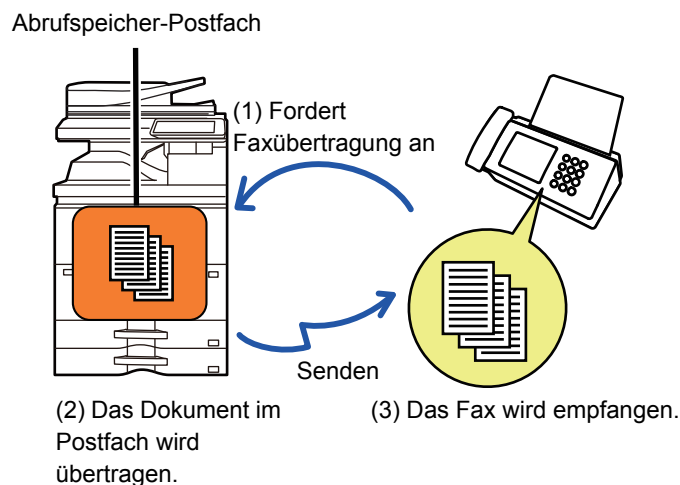 Abrufspeicher-Postfach
(1) Fordert
Faxübertragung an
Senden
(2) Das Dokument im
Postfach wird
übertragen.
(3) Das Fax wird empfangen.